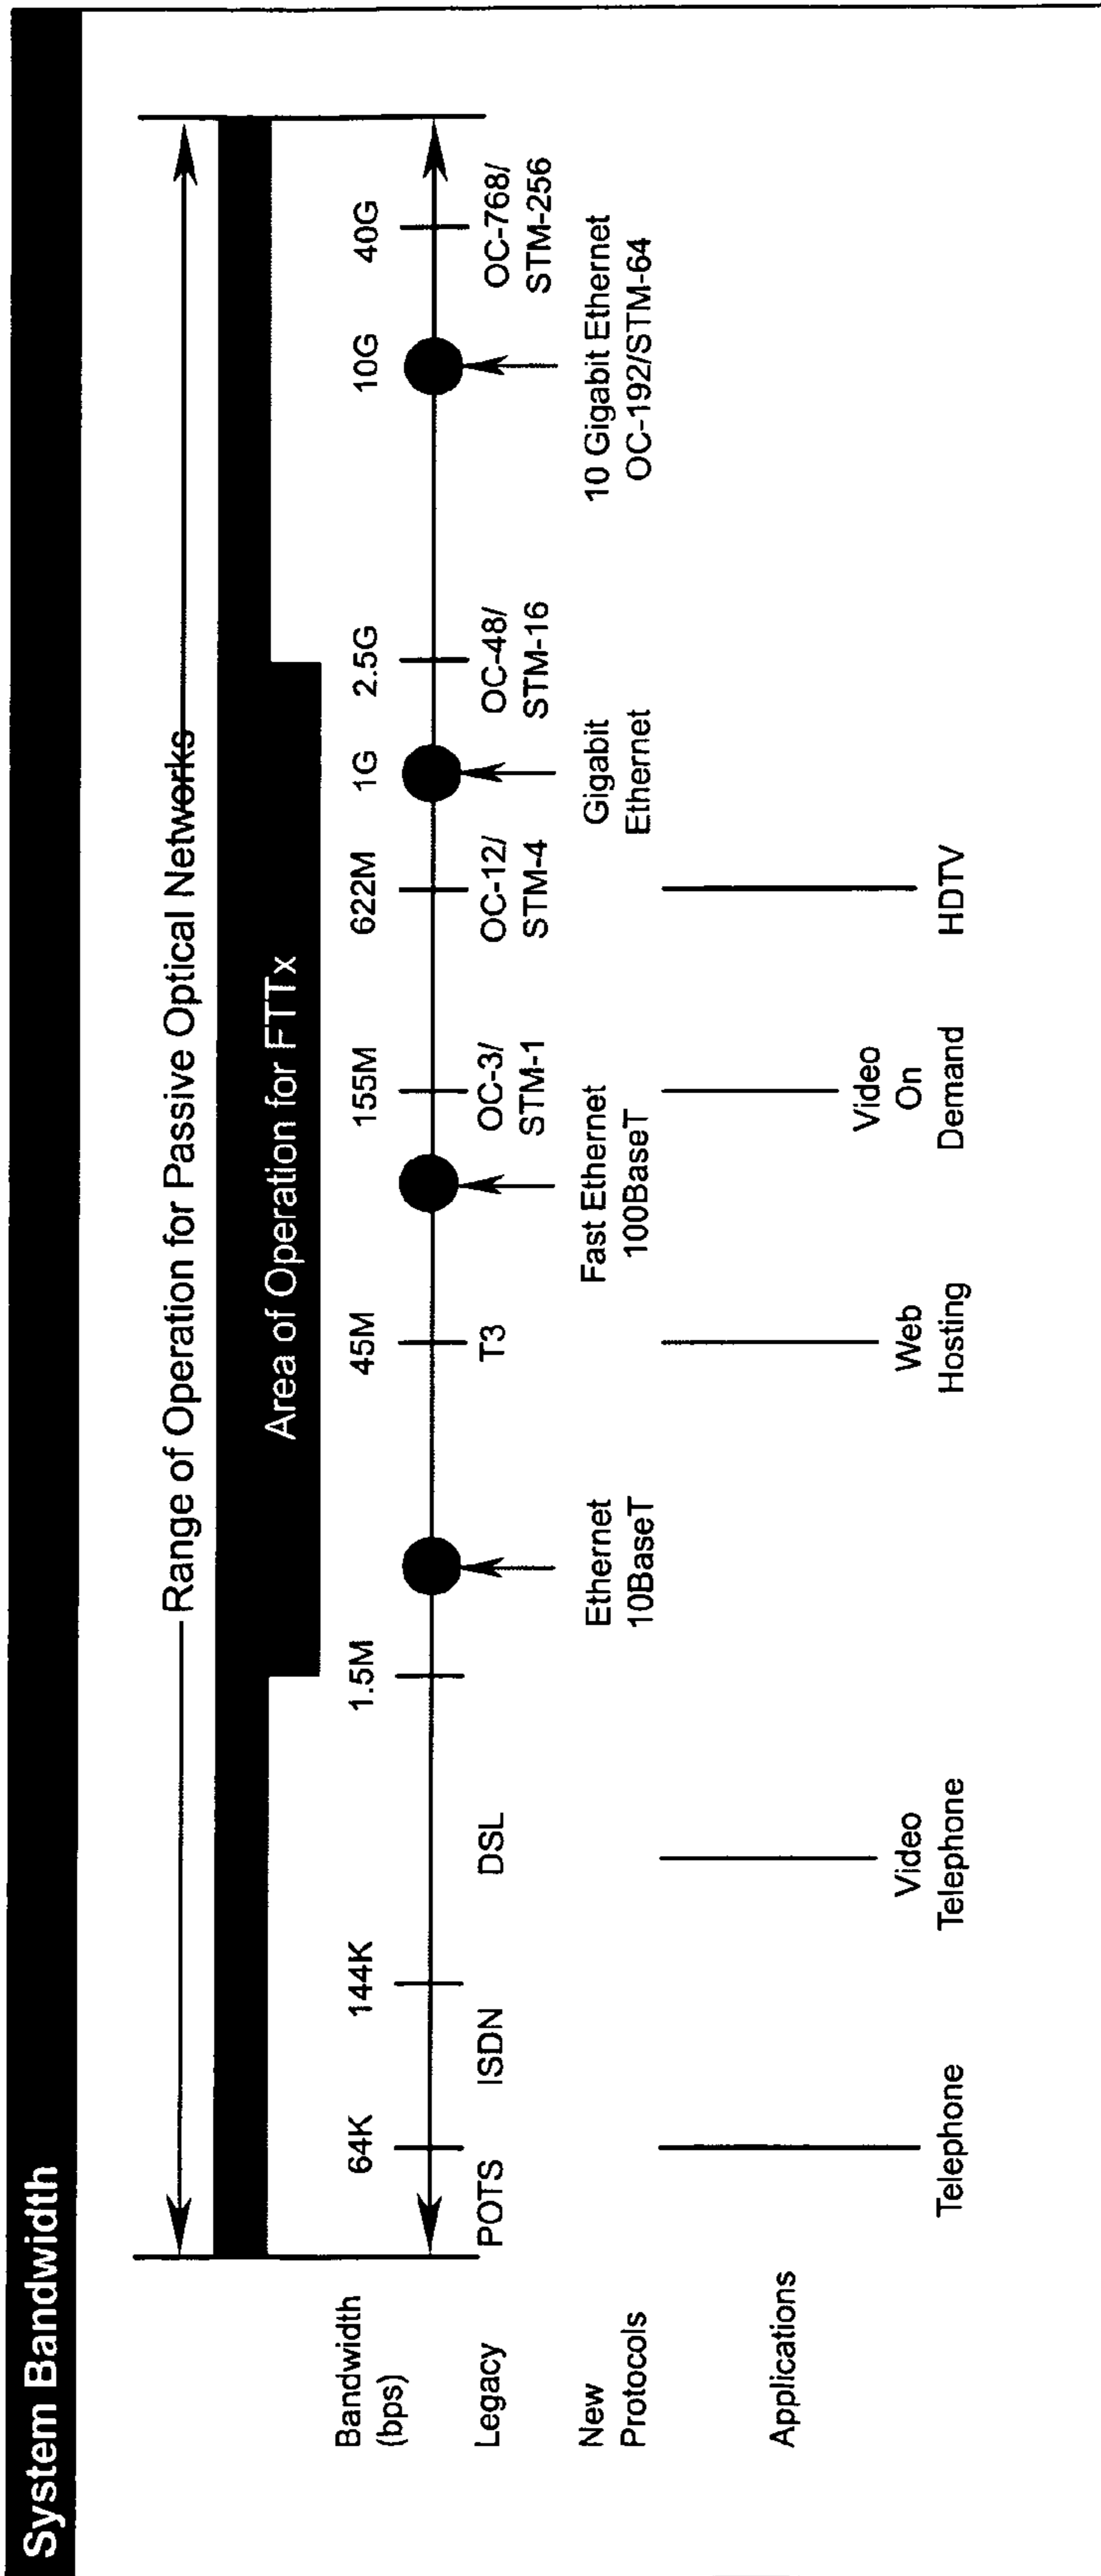 System Bandwidth
Range of Operation for Passive Optical Networks
Area of Operation for FTTx
Bandwidth
(bps)
64K
144K
1.5M
45M
155M
622M
1G
2.5G
10G
40G
Legacy
POTS
ISDN
DSL
T3
OC-3/
STM-1
OC-12/
STM-4
OC-48/
STM-16
OC-768/
STM-256
New
Protocols
Ethernet
10BaseT
Fast Ethernet
100BaseT
Gigabit
Ethernet
10 Gigabit Ethernet
OC-192/STM-64
Applications
Telephone
Video
Telephone
Web
Hosting
Video
On
Demand
HDTV